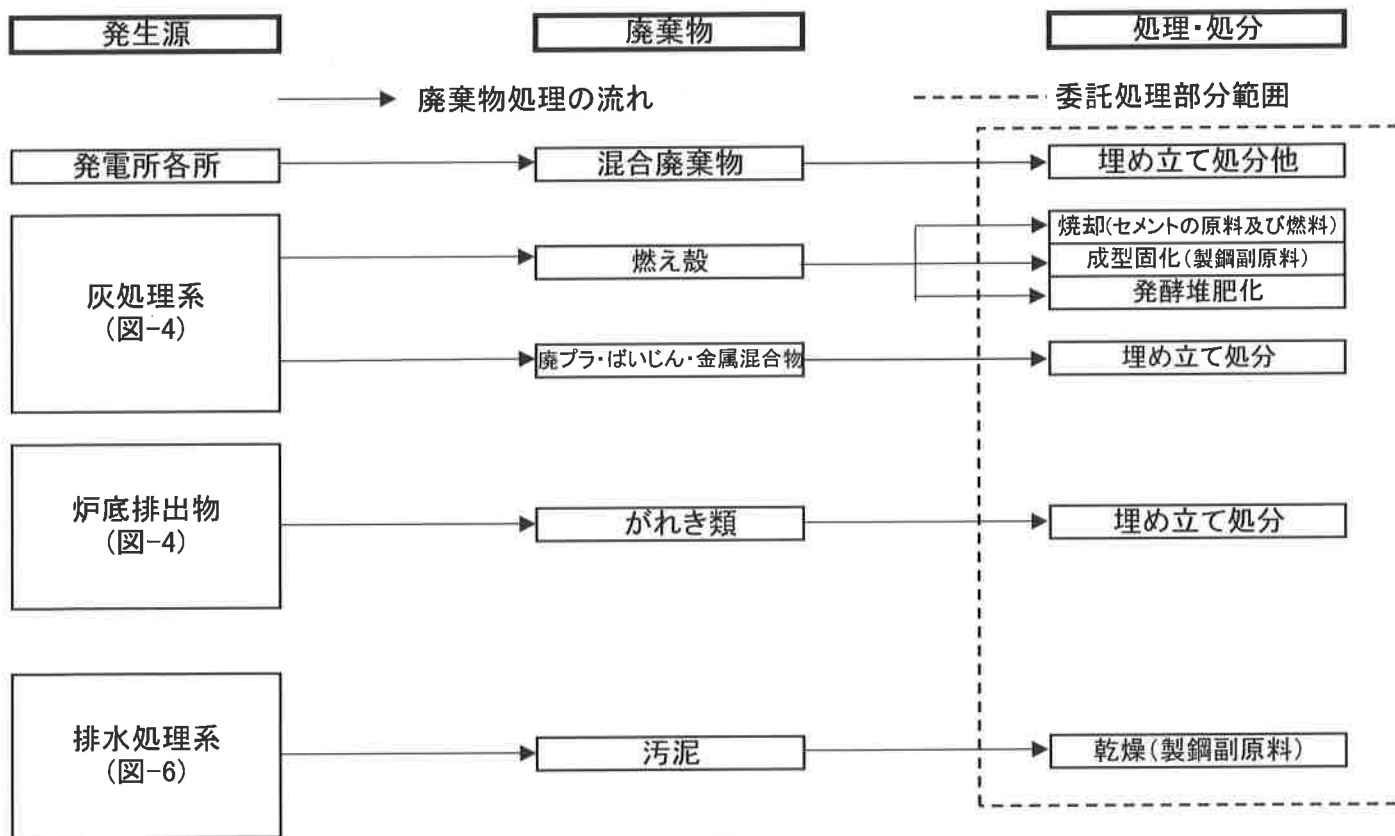 発生源
廃棄物
処理・処分
廃棄物処理の流れ
委託処理部分範囲
発電所各所
混合廃棄物
埋め立て処分他
灰処理系
(図-4)
燃え殻
焼却(セメントの原料及び燃料)
成型固化(製鋼副原料)
発酵堆肥化
廃プラ・ばいじん・金属混合物
埋め立て処分
炉底排出物
(図-4)
がれき類
埋め立て処分
排水処理系
(図-6)
汚泥
乾燥(製鋼副原料)